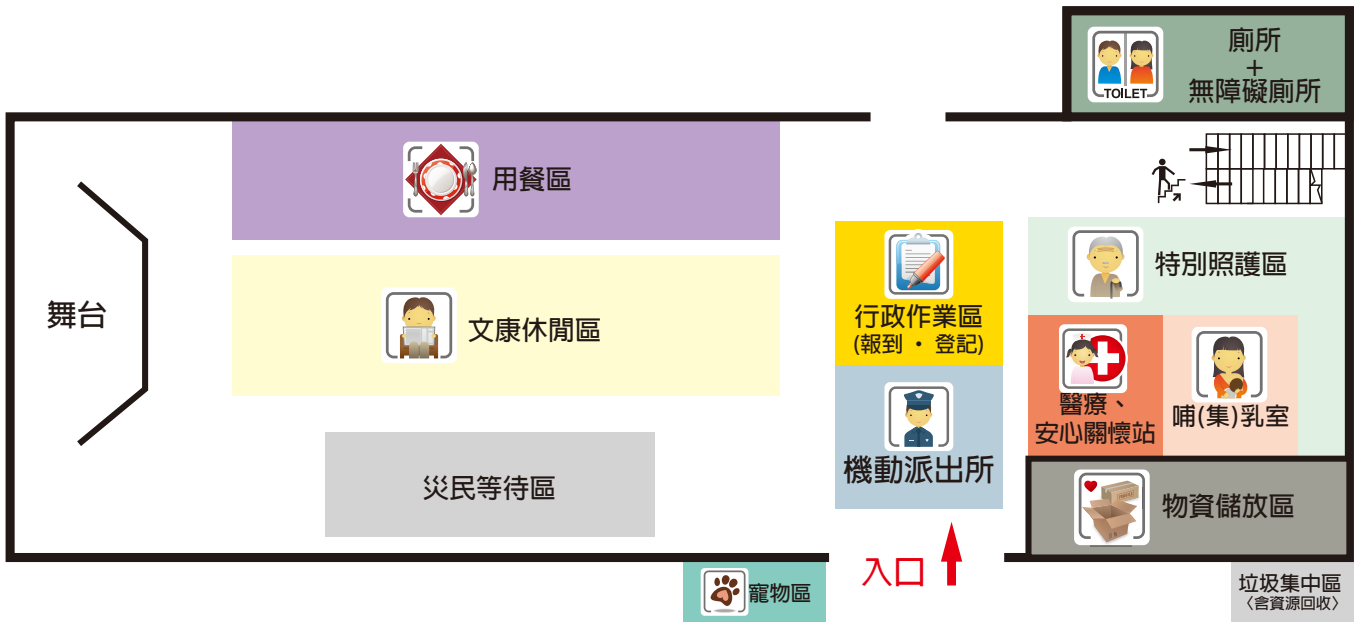 廁所
+
無障礙廁所
TOILET
用餐區
特別照護區
舞台
文康休閒區
行政作業區
(報到 ・ 登記)
醫療、
安心關懷站
哺(集)乳室
機動派出所
災民等待區
物資儲放區
入口
寵物區
垃圾集中區
〈含資源回收〉